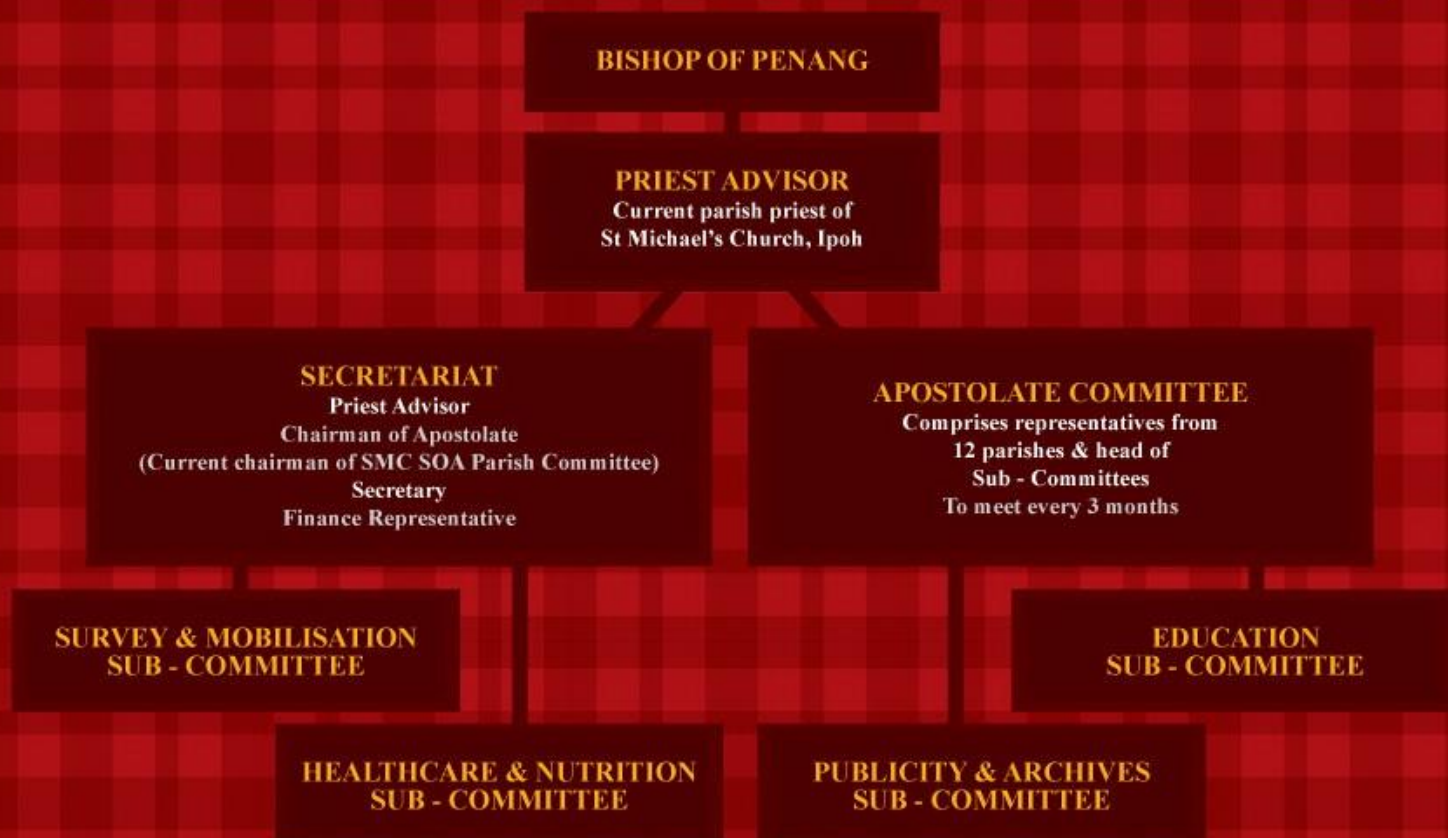 BISHOP OF PENANG
PRIEST ADVISOR
Current parish priest of
St Michael's Church, Ipoh
SECRETARIAT
Priest Advisor
Chairman of Apostolate
(Current chairman of SMC SOA Parish Committee)
Secretary
Finance Representative
APOSTOLATE COMMITTEE
Comprises representatives from
12 parishes & head of
Sub - Committees
To meet every 3 months
SURVEY & MOBILISATION
SUB - COMMITTEE
EDUCATION
SUB - COMMITTEE
HEALTHCARE & NUTRITION
SUB - COMMITTEE
PUBLICITY & ARCHIVES
SUB - COMMITTEE